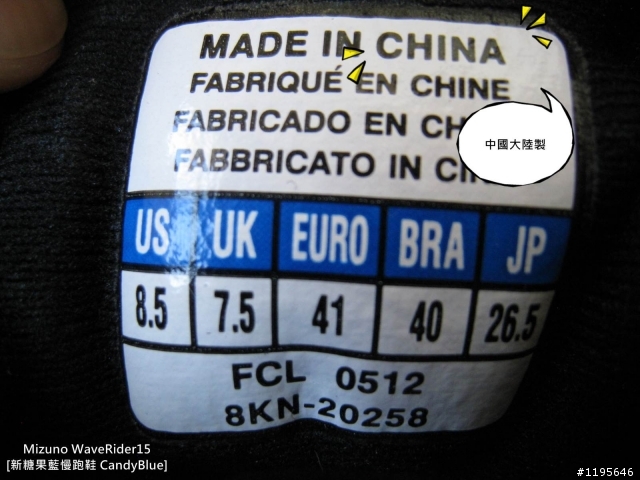 MADE IN CHINA
FABRIQUÉ EN CHINE
FABRICADO EN CH
中國大陸製
FABBRICATO IN CI
US UK EURO BRA JP
8.5 7.5 41 40 26.5
FCL 0512
8KN-20258
Mizuno WaveRider15
[新糖果藍慢跑鞋 CandyBlue]
#1195646